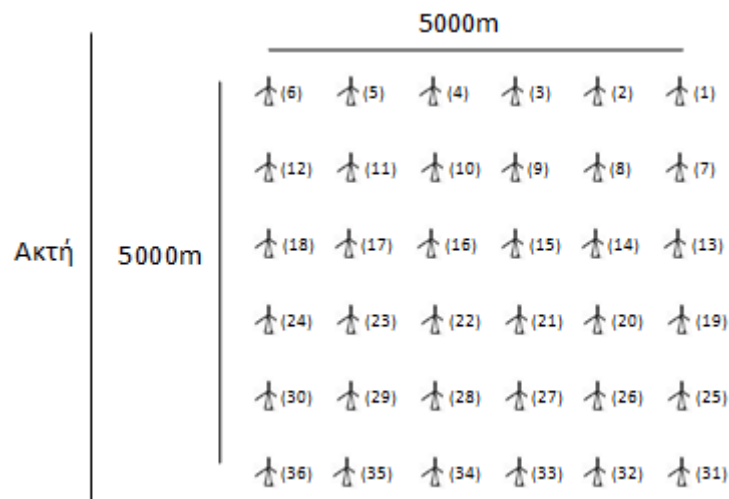 5000m
(6) (5) (4) (3) (2) (1)
(12) (11) (10) (9) (8) (7)
Ακτή 5000m (18) (17) (16) (15) (14) (13)
(24) (23) (22) (21) (20) (19)
(30) (29) (28) (27) (26) (25)
(36) (35) (34) (33) (32) (31)